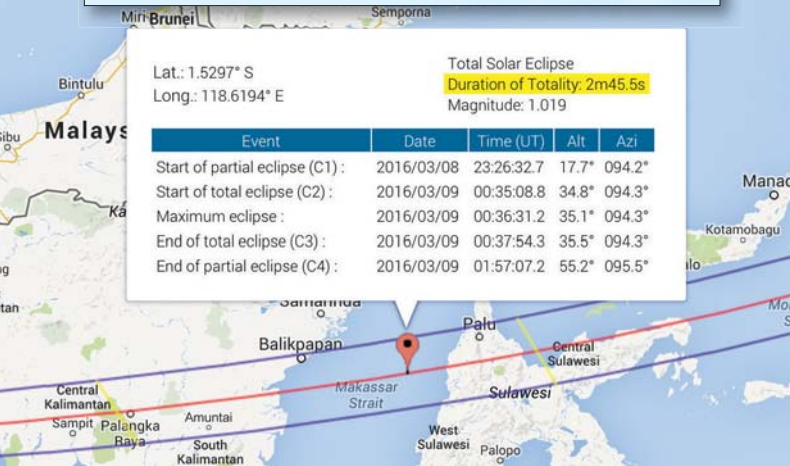 Miri
Brunei
Semporna
Lat.: 1.5297° S
Long.: 118.6194° E
Total Solar Eclipse
Duration of Totality: 2m45.5s
Magnitude: 1.019
Event Date Time (UT) Alt Azi
Start of partial eclipse (C1) : 2016/03/08 23:26:32.7 17.7° 094.2°
Start of total eclipse (C2) : 2016/03/09 00:35:08.8 34.8° 094.3°
Maximum eclipse : 2016/03/09 00:36:31.2 35.1° 094.3°
End of total eclipse (C3) : 2016/03/09 00:37:54.3 35.5° 094.3°
End of partial eclipse (C4) : 2016/03/09 01:57:07.2 55.2° 095.5°
Bintulu
ibu
Malays
Ka
Manad
Kotamobagu
lo
g
tan
Samarinda
Balikpapan
Palu
Mo
S
Central
Sulawesi
Makassar
Strait
Sulawesi
Central
Kalimantan
Sampit
Palangka
Raya
Amuntai
South
Kalimantan
West
Sulawesi
Palopo